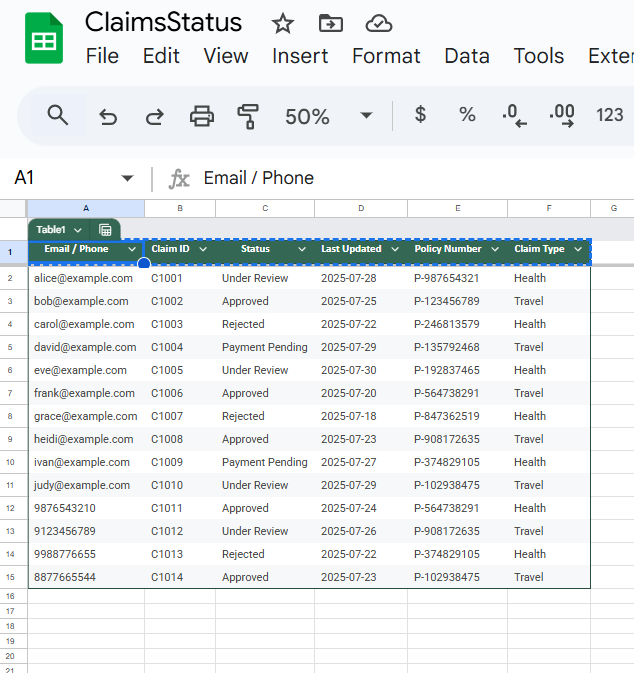 ClaimsStatus
File Edit View Insert Format Data Tools Exter
50% $ % .0 .00 123
A1 fx Email / Phone
A B C D E F G
Table1
1 Email / Phone Claim ID Status Last Updated Policy Number Claim Type
2 alice@example.com C1001 Under Review 2025-07-28 P-987654321 Health
3 bob@example.com C1002 Approved 2025-07-25 P-123456789 Travel
4 carol@example.com C1003 Rejected 2025-07-22 P-246813579 Health
5 david@example.com C1004 Payment Pending 2025-07-29 P-135792468 Travel
6 eve@example.com C1005 Under Review 2025-07-30 P-192837465 Health
7 frank@example.com C1006 Approved 2025-07-20 P-564738291 Travel
8 grace@example.com C1007 Rejected 2025-07-18 P-847362519 Health
9 heidi@example.com C1008 Approved 2025-07-23 P-908172635 Travel
10 ivan@example.com C1009 Payment Pending 2025-07-27 P-374829105 Health
11 judy@example.com C1010 Under Review 2025-07-29 P-102938475 Travel
12 9876543210 C1011 Approved 2025-07-24 P-564738291 Health
13 9123456789 C1012 Under Review 2025-07-26 P-908172635 Travel
14 9988776655 C1013 Rejected 2025-07-22 P-374829105 Health
15 8877665544 C1014 Approved 2025-07-23 P-102938475 Travel
16
17
18
19
20
21